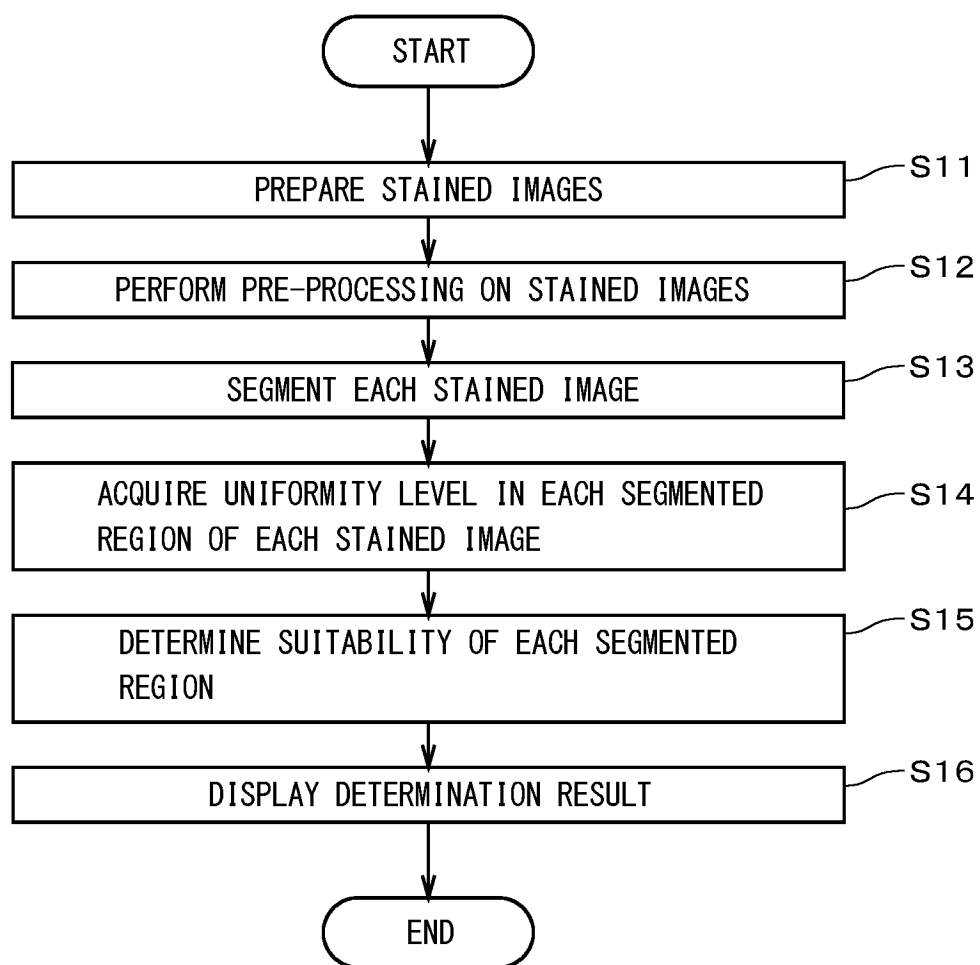 START
PREPARE STAINED IMAGES
S11
PERFORM PRE-PROCESSING ON STAINED IMAGES
S12
SEGMENT EACH STAINED IMAGE
S13
ACQUIRE UNIFORMITY LEVEL IN EACH SEGMENTED
REGION OF EACH STAINED IMAGE
S14
DETERMINE SUITABILITY OF EACH SEGMENTED
REGION
S15
DISPLAY DETERMINATION RESULT
S16
END